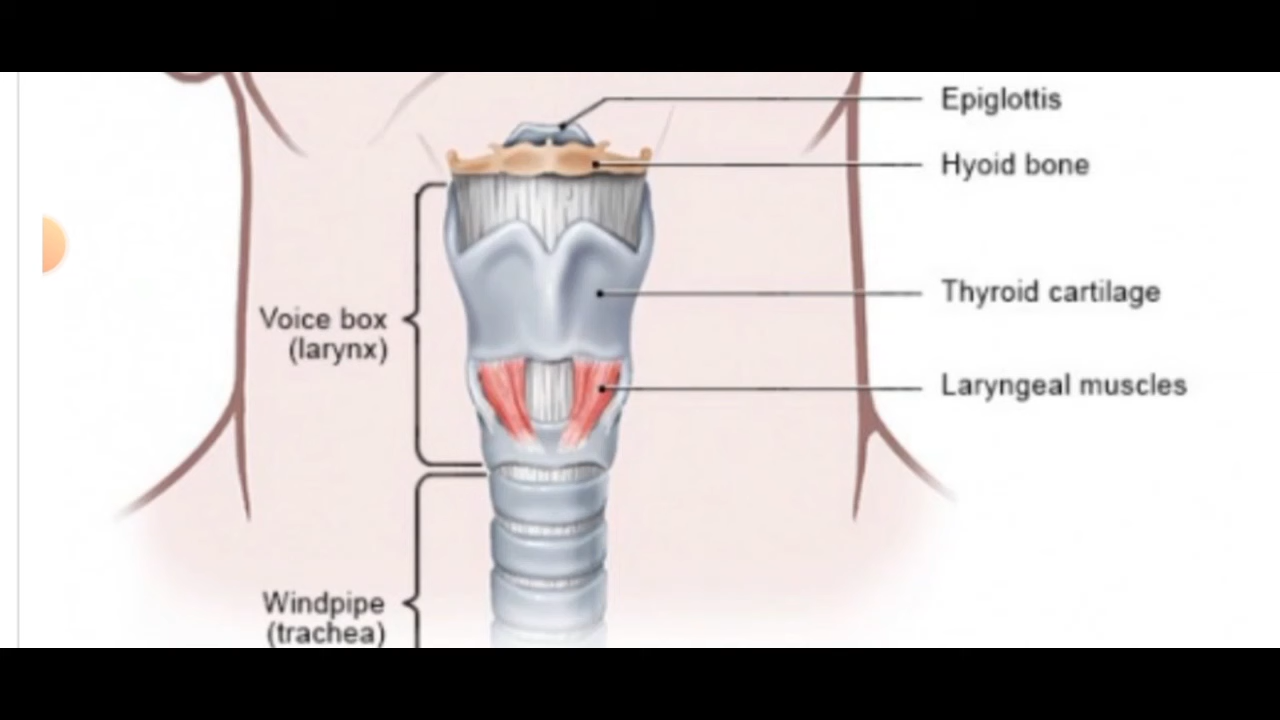 Epiglottis
Hyoid bone
Thyroid cartilage
Voice box
(larynx)
Laryngeal muscles
Windpipe
(trachea)